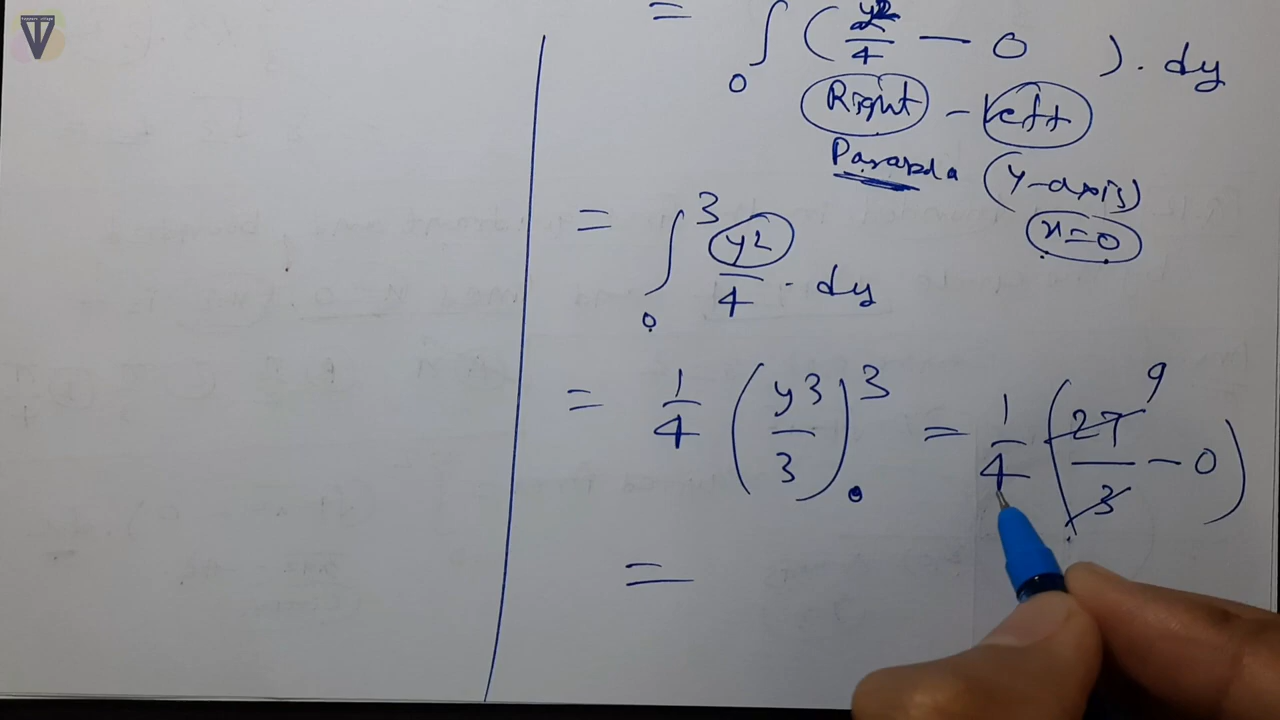 = ∫ ( y²/4 − 0 ) . dy
0
Right − Left
Parabola (y-axis)
x=0
= ∫₀³ y²/4 . dy
= 1/4 ( y³/3 )₀³ = 1/4 ( 27/3 − 0 ) 9
=